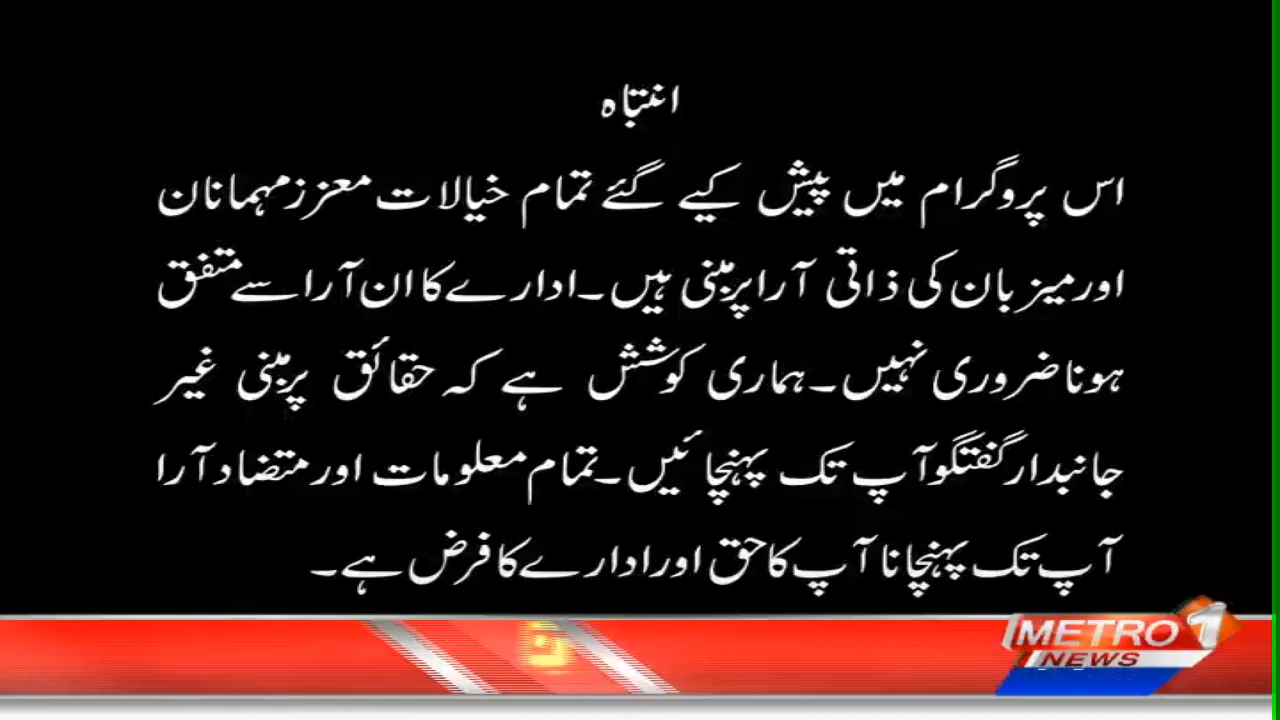 انتباہ
اس پروگرام میں پیش کیے گئے تمام خیالات معزز مہمانان
اور میزبان کی ذاتی آرا پر مبنی ہیں۔ ادارے کا ان آرا سے متفق
ہونا ضروری نہیں۔ ہماری کوشش ہے کہ حقائق پر مبنی غیر
جانبدار گفتگو آپ تک پہنچائیں۔ تمام معلومات اور متضاد آرا
آپ تک پہنچانا آپ کا حق اور ادارے کا فرض ہے۔
METRO 1
NEWS